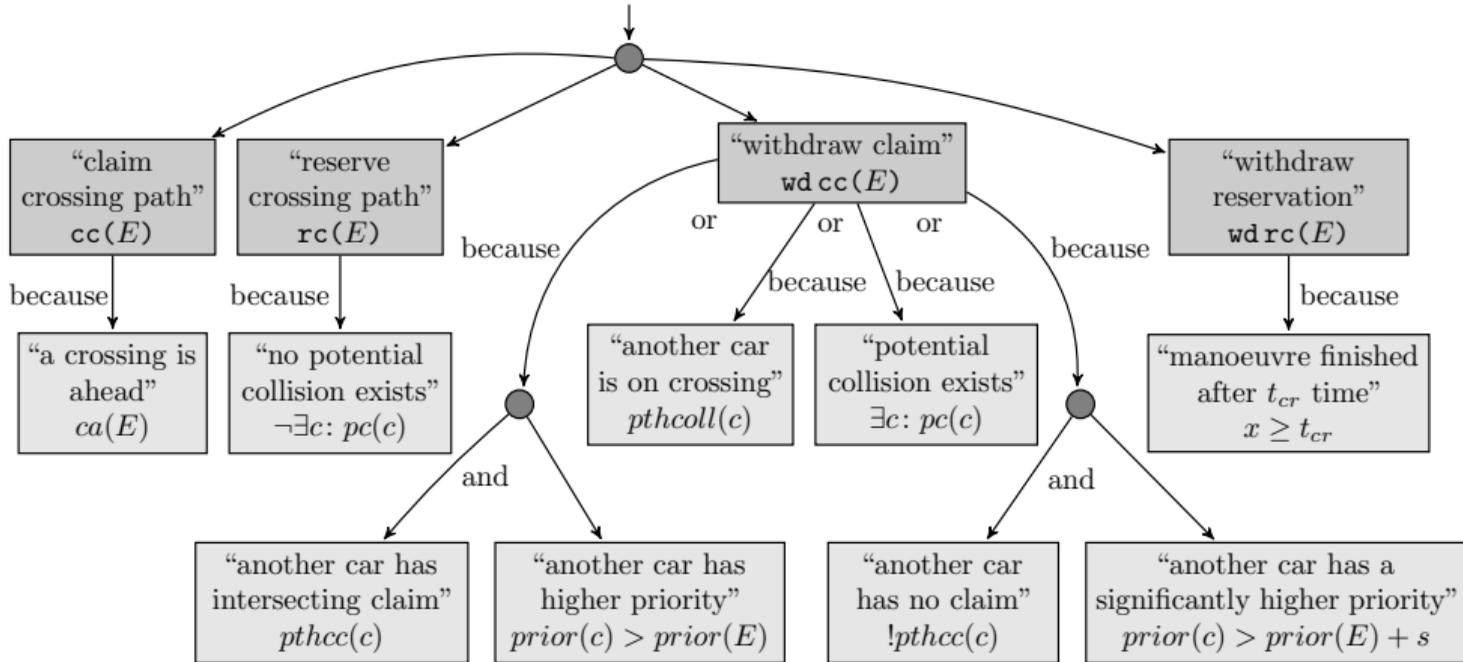 “claim
crossing path”
cc(E)
“reserve
crossing path”
rc(E)
“withdraw claim”
wd cc(E)
“withdraw
reservation”
wd rc(E)
or
or
or
because
because
because
because
because
because
because
“a crossing is
ahead”
ca(E)
“no potential
collision exists”
¬∃c: pc(c)
“another car
is on crossing”
pthcoll(c)
“potential
collision exists”
∃c: pc(c)
“manoeuvre finished
after t_cr time”
x ≥ t_cr
and
and
“another car has
intersecting claim”
pthcc(c)
“another car has
higher priority”
prior(c) > prior(E)
“another car
has no claim”
!pthcc(c)
“another car has a
significantly higher priority”
prior(c) > prior(E) + s